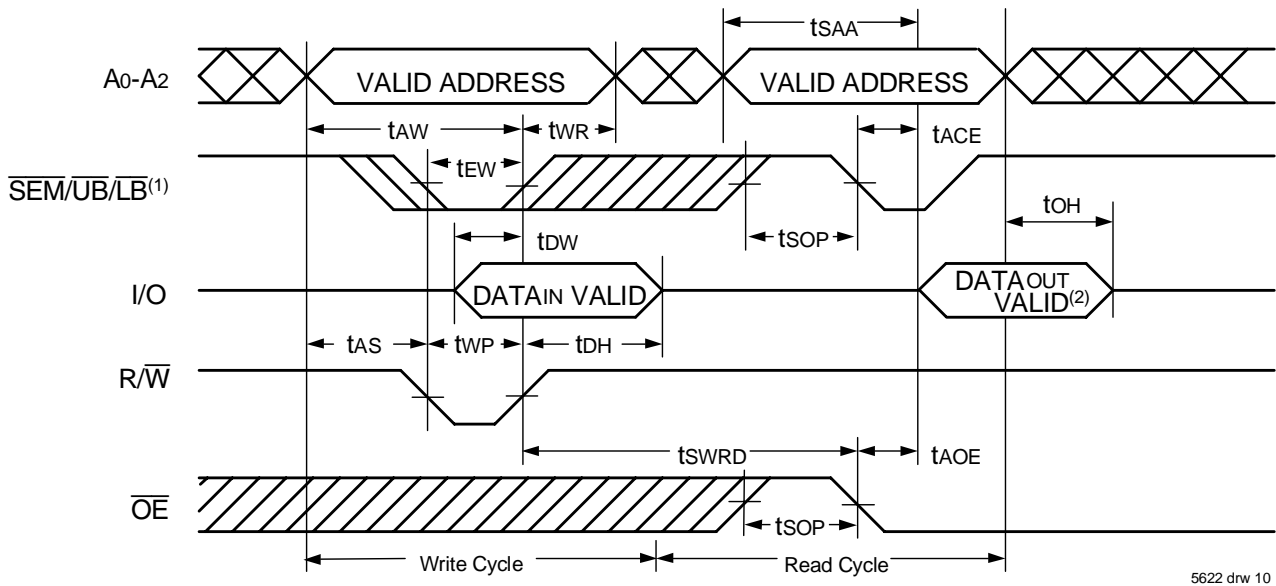 tSAA
A0-A2
VALID ADDRESS
VALID ADDRESS
tAW
tWR
tACE
tEW
SEM/UB/LB(1)
tOH
tSOP
tDW
I/O
DATAIN VALID
DATAOUT
VALID(2)
tAS
tWP
tDH
R/W
tSWRD
tAOE
OE
tSOP
Write Cycle
Read Cycle
5622 drw 10